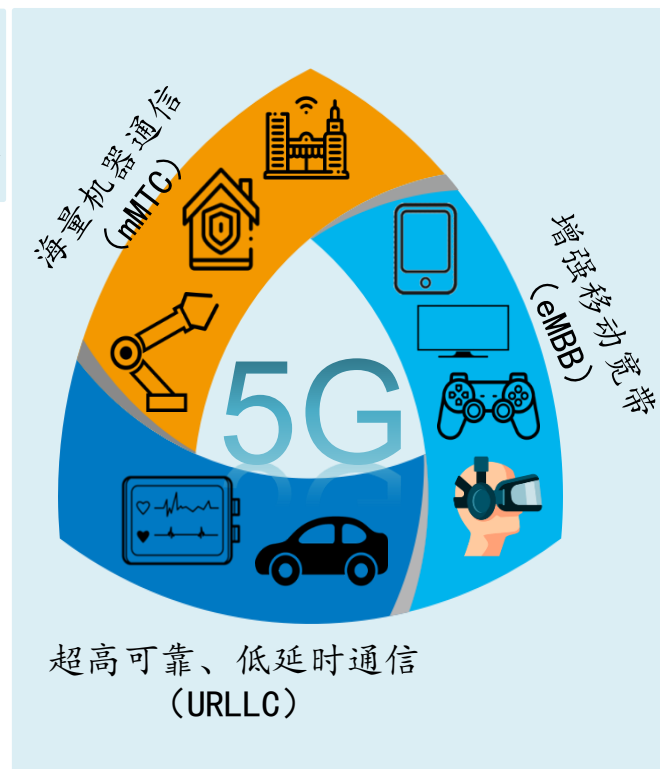 海量机器通信
(mMTC)
增强移动宽带
(eMBB)
5G
超高可靠、低延时通信
(URLLC)